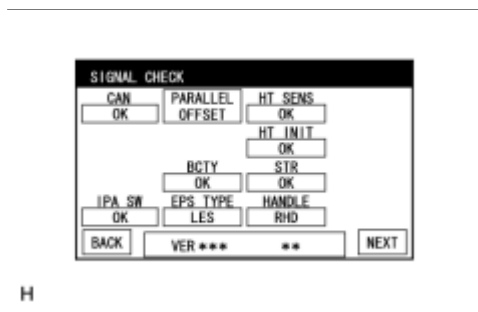 SIGNAL CHECK
CAN PARALLEL HT SENS
OK OFFSET OK
HT INIT
OK
BCTY STR
OK OK
IPA SW EPS TYPE HANDLE
OK LES RHD
BACK VER *** ** NEXT
H